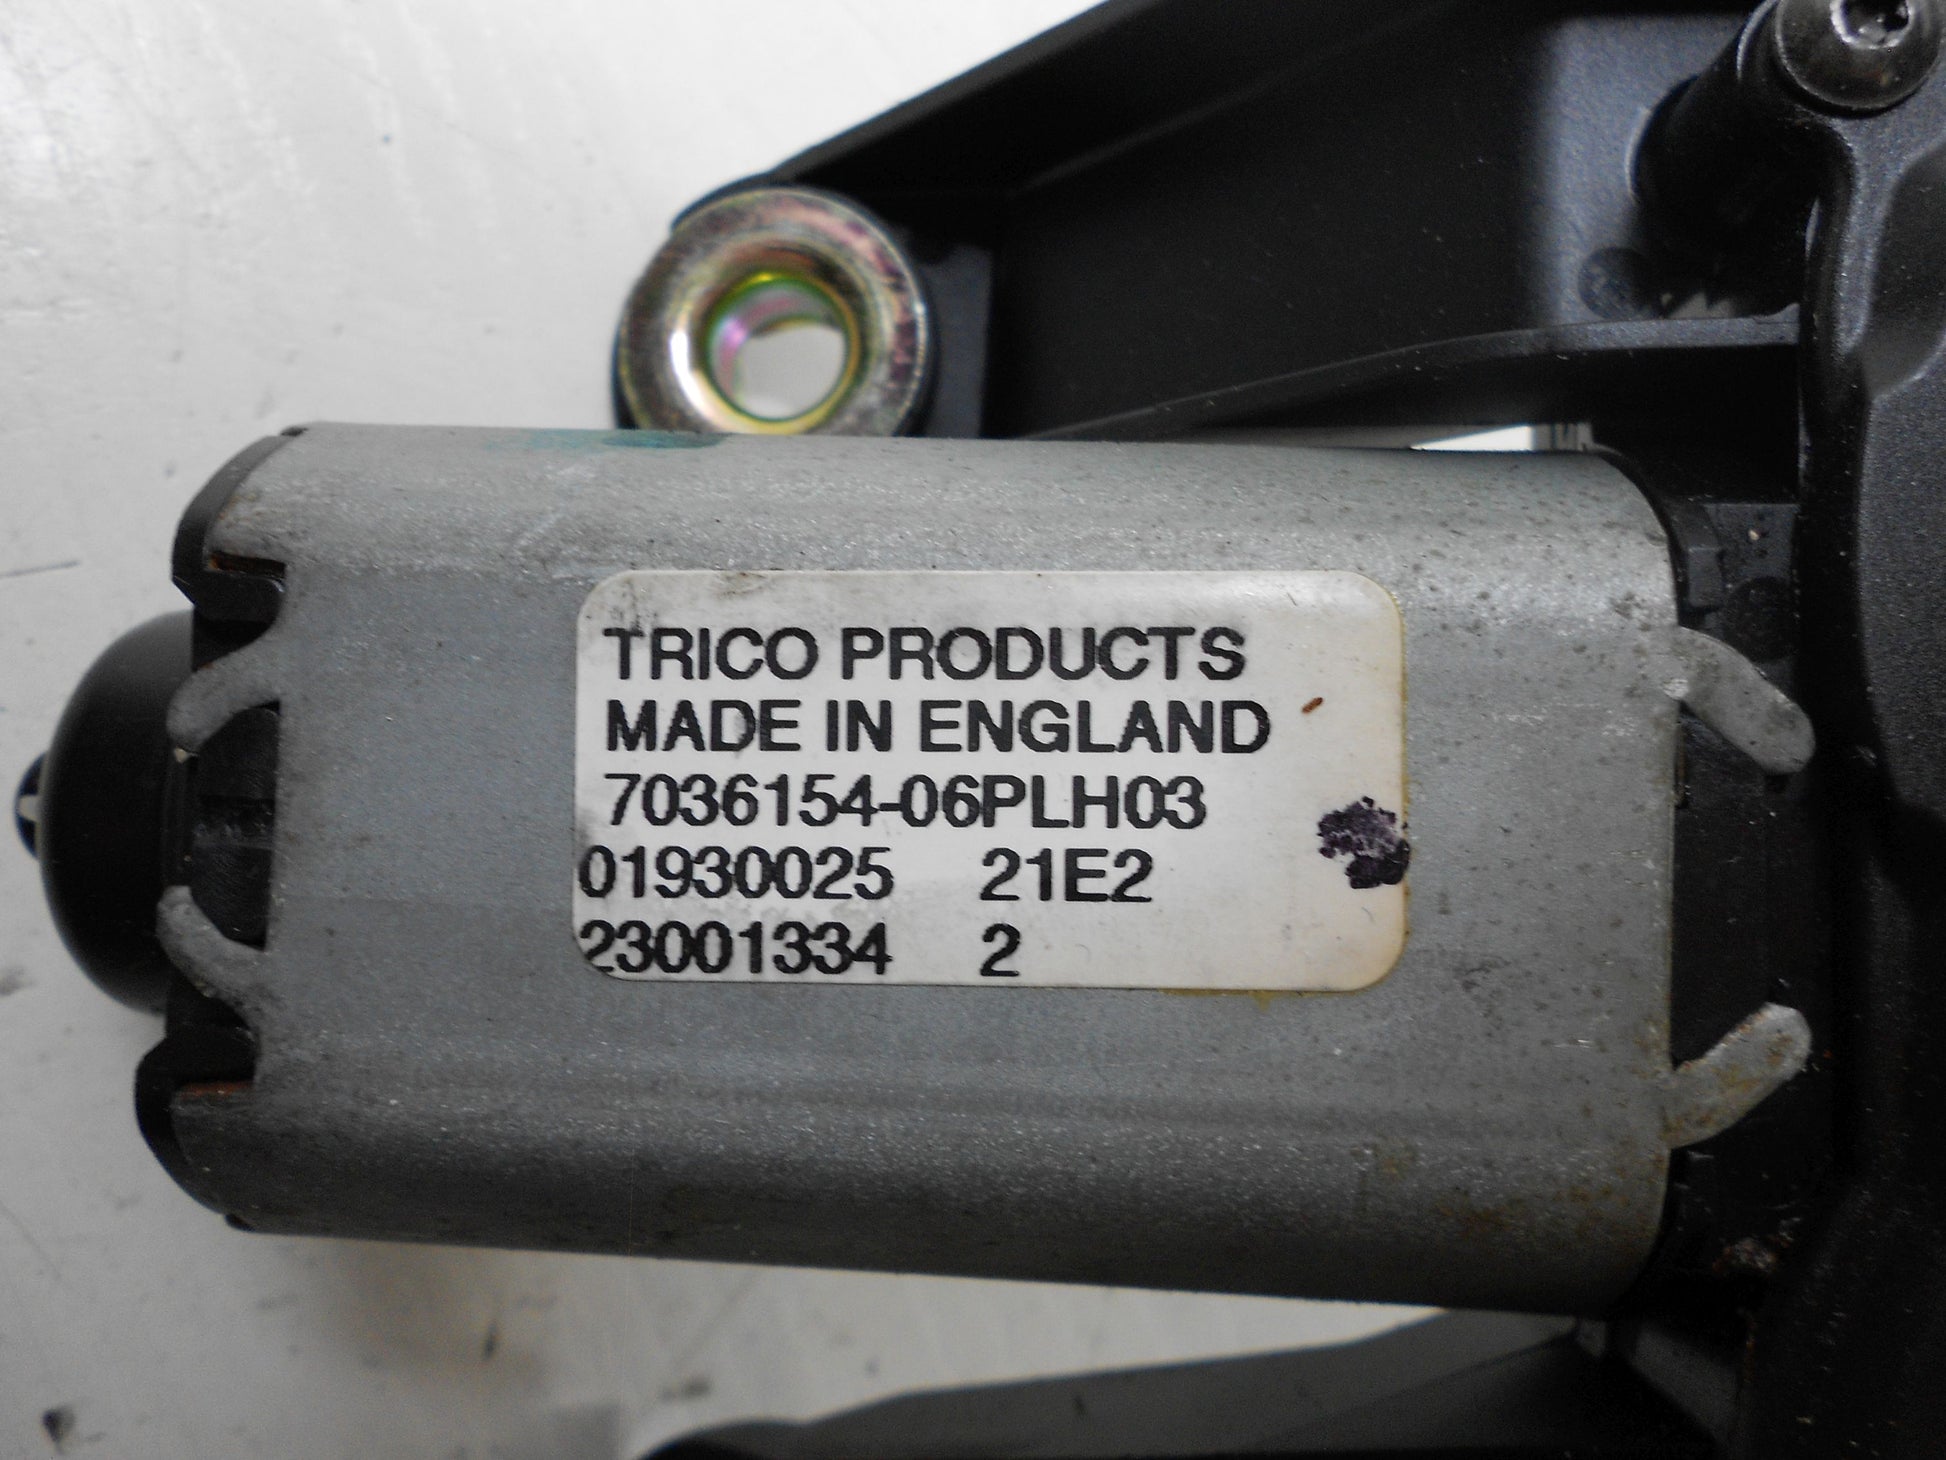 TRICO PRODUCTS
MADE IN ENGLAND
7036154-06PLH03
01930025 21E2
23001334 2